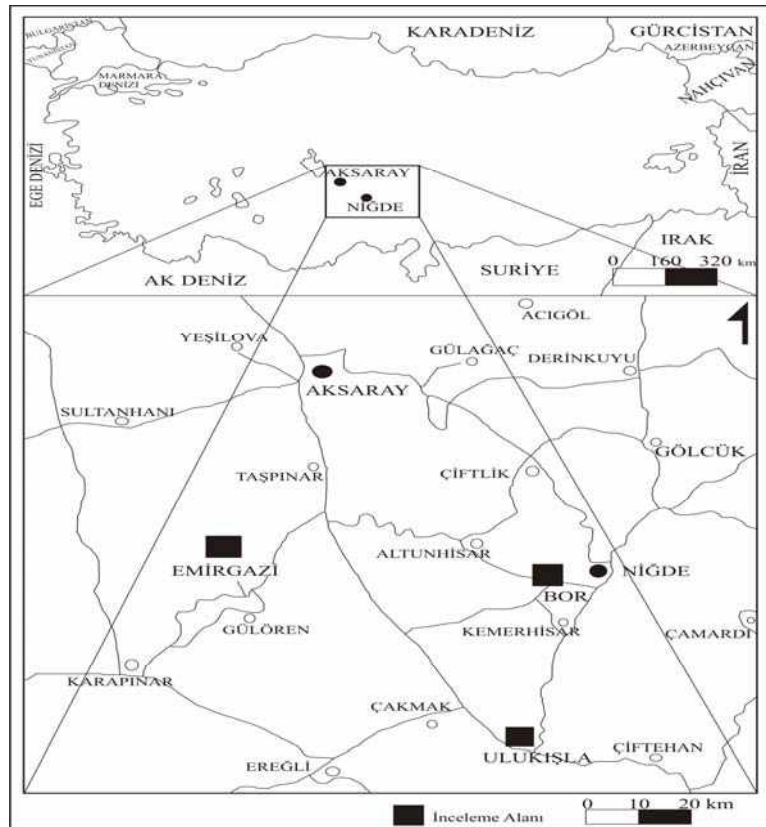 BULGARİSTAN
YUNANİSTAN
KARADENİZ
GÜRCİSTAN
AZERBEYCAN
NAHÇIVAN
MARMARA
DENİZİ
EGE DENİZİ
İRAN
AKSARAY
NİĞDE
AK DENİZ
SURİYE
IRAK
0 160 320 km
ACIGÖL
YEŞİLOVA
GÜLAĞAÇ
DERİNKUYU
AKSARAY
SULTANHANI
GÖLCÜK
TAŞPINAR
ÇİFTLİK
ALTUNHİSAR
EMİRGAZİ
NİĞDE
BOR
GÜLÖREN
KEMERHİSAR
ÇAMARDI
KARAPINAR
ÇAKMAK
ULUKIŞLA
ÇİFTEHAN
EREĞLİ
İnceleme Alanı
0 10 20 km